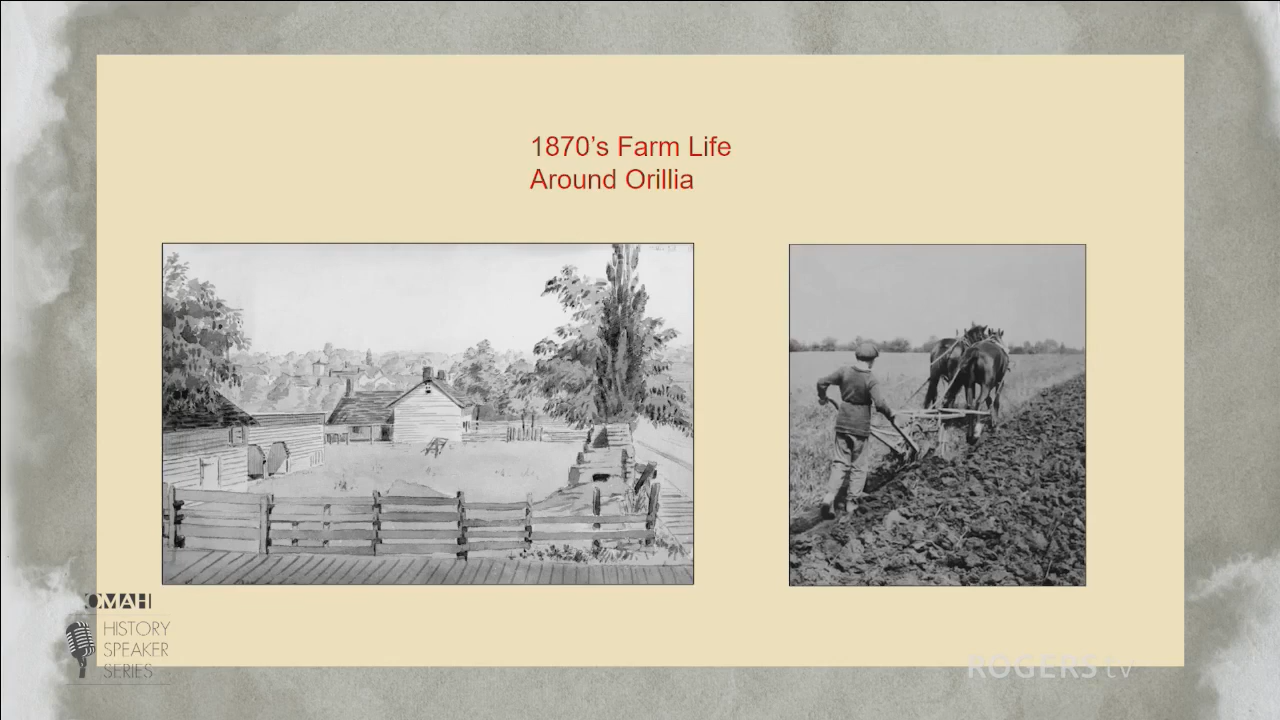 1870's Farm Life
Around Orillia
OMAH
HISTORY
SPEAKER
SERIES
ROGERS tv